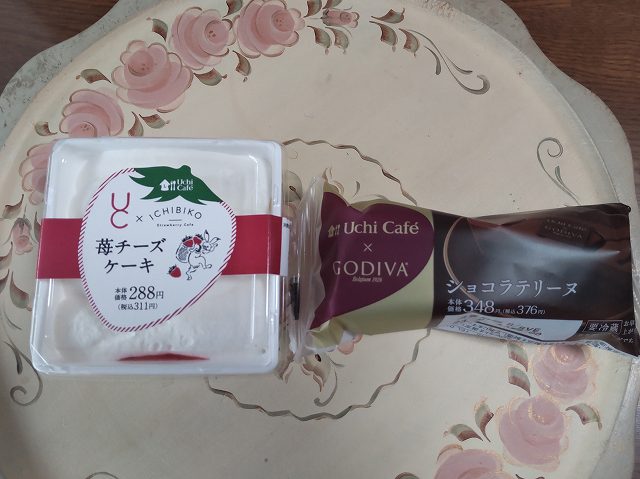 Uchi
Café
UC × ICHIBIKO
Strawberry Cafe
苺チーズ
ケーキ
本体
価格 288円
(税込311円)
Uchi Café
×
GODIVA
Belgium 1926
ショコラテリーヌ
本体
価格 348円 (税込376円)
要冷蔵
GODIVA